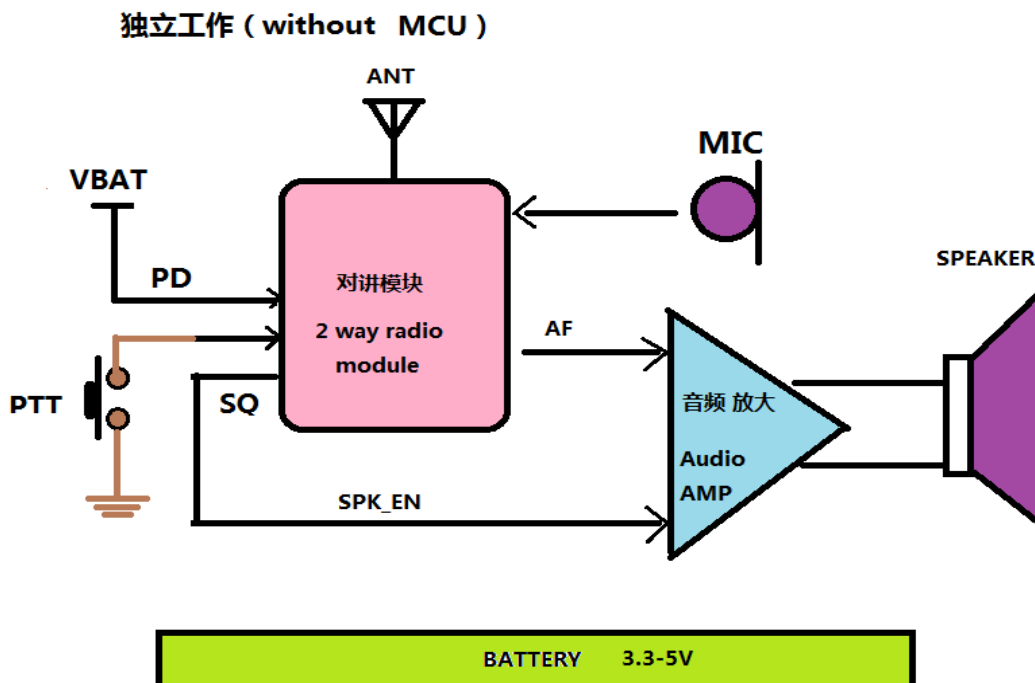 独立工作（without MCU）
ANT
MIC
VBAT
SPEAKER
PD
对讲模块
2 way radio
module
AF
PTT
SQ
音频 放大
Audio
AMP
SPK_EN
BATTERY 3.3-5V